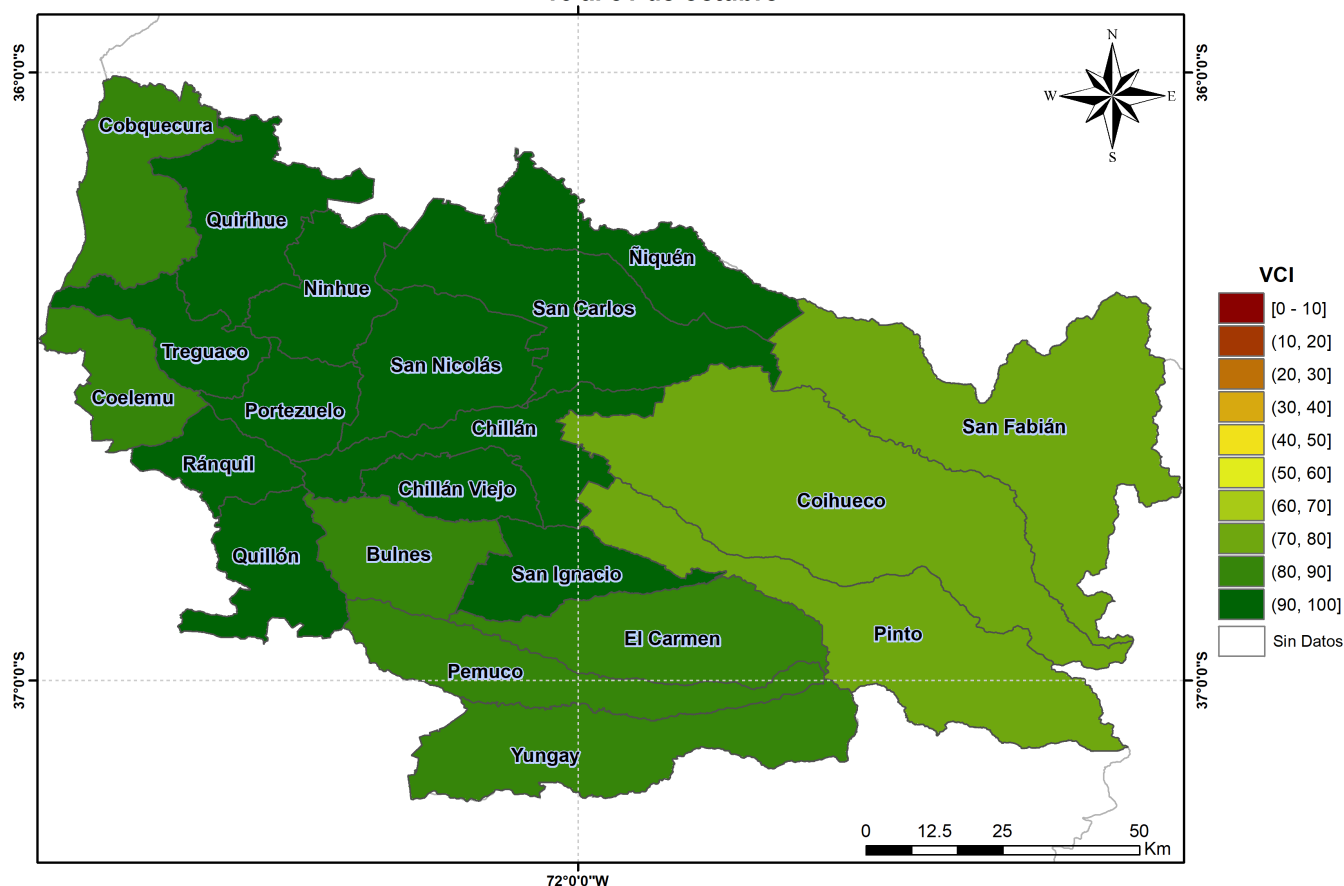 N
W
E
S
36°0'0"S
36°0'0"S
Cobquecura
Quirihue
Ñiquén
Ninhue
San Carlos
Treguaco
San Nicolás
Coelemu
Portezuelo
Chillán
San Fabián
Ránquil
Chillán Viejo
Coihueco
Bulnes
Quillón
San Ignacio
El Carmen
Pinto
Pemuco
Yungay
37°0'0"S
37°0'0"S
VCI
[0 - 10]
(10, 20]
(20, 30]
(30, 40]
(40, 50]
(50, 60]
(60, 70]
(70, 80]
(80, 90]
(90, 100]
Sin Datos
0 12.5 25 50
Km
72°0'0"W